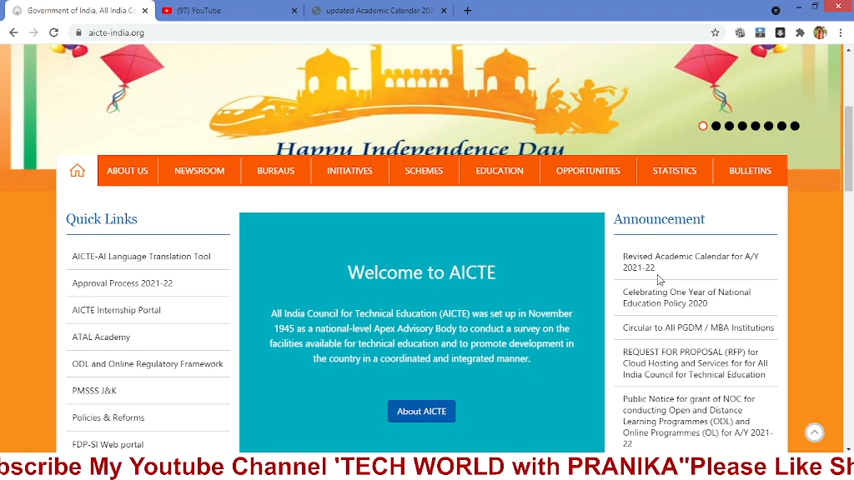 Government of India, All India Co
(97) YouTube
updated Academic Calandar 202
aicte-india.org
Happy Independence Day
ABOUT US
NEWSROOM
BUREAUS
INITIATIVES
SCHEMES
EDUCATION
OPPORTUNITIES
STATISTICS
BULLETINS
Quick Links
AICTE-AI Language Translation Tool
Approval Process 2021-22
AICTE Internship Portal
ATAL Academy
ODL and Online Regulatory Framework
PMSSS J&K
Policies & Reforms
FDP-SI Web portal
Welcome to AICTE
All India Council for Technical Education (AICTE) was set up in November
1945 as a national-level Apex Advisory Body to conduct a survey on the
facilities available for technical education and to promote development in
the country in a coordinated and integrated manner.
About AICTE
Announcement
Revised Academic Calendar for A/Y
2021-22
Celebrating One Year of National
Education Policy 2020
Circular to All PGDM / MBA Institutions
REQUEST FOR PROPOSAL (RFP) for
Cloud Hosting and Services for for All
India Council for Technical Education
Public Notice for grant of NOC for
conducting Open and Distance
Learning Programmes (ODL) and
Online Programmes (OL) for A/Y 2021-
22
bscribe My Youtube Channel 'TECH WORLD with PRANIKA"Please Like Sh